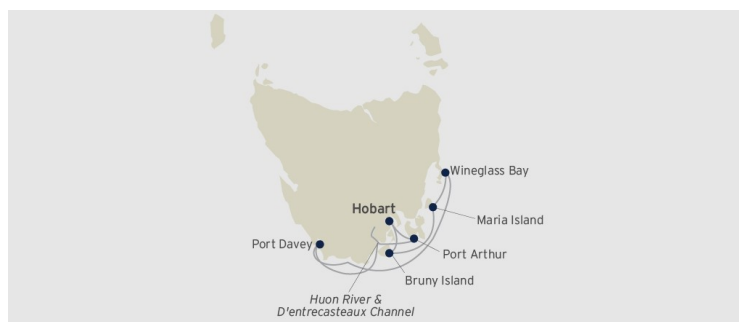 Wineglass Bay
Hobart
Maria Island
Port Davey
Port Arthur
Bruny Island
Huon River &
D'entrecasteaux Channel